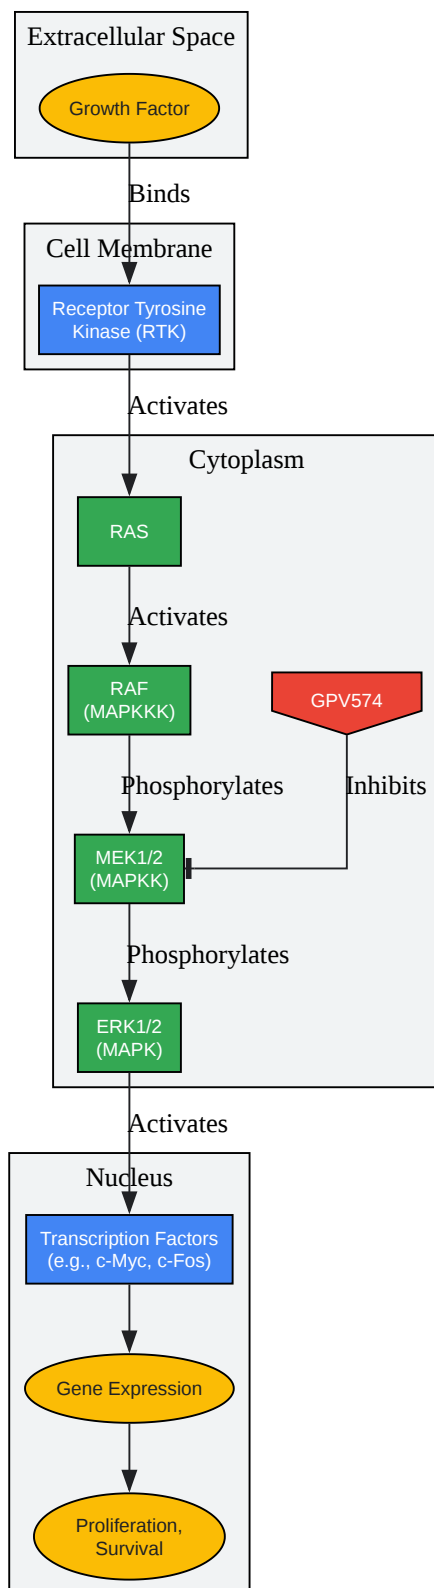 Extracellular Space
Growth Factor
Binds
Cell Membrane
Receptor Tyrosine
Kinase (RTK)
Activates
Cytoplasm
RAS
Activates
RAF
(MAPKKK)
GPV574
Phosphorylates
Inhibits
MEK1/2
(MAPKK)
Phosphorylates
ERK1/2
(MAPK)
Activates
Nucleus
Transcription Factors
(e.g., c-Myc, c-Fos)
Gene Expression
Proliferation,
Survival